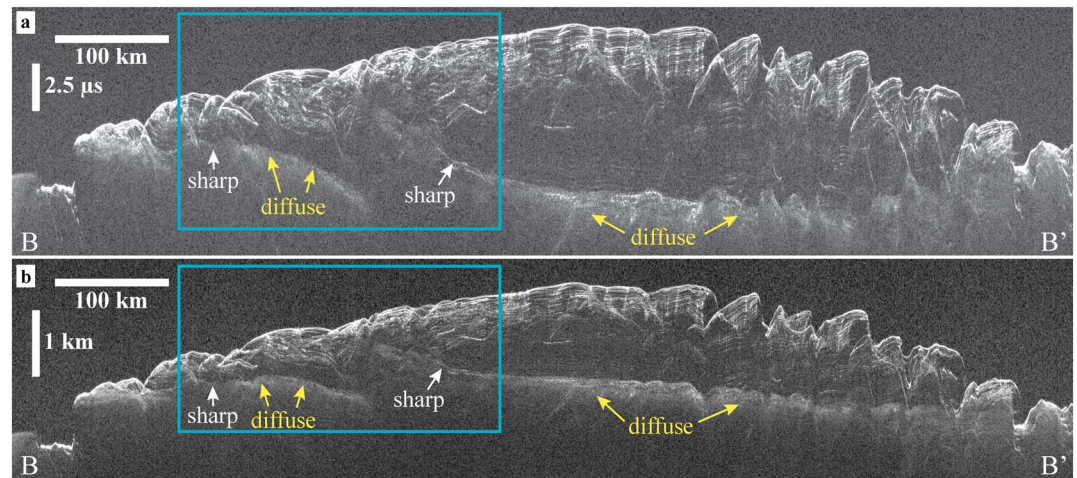 a
100 km
2.5 µs
sharp
diffuse
sharp
diffuse
B
B’
b
100 km
1 km
sharp
diffuse
sharp
diffuse
B
B’